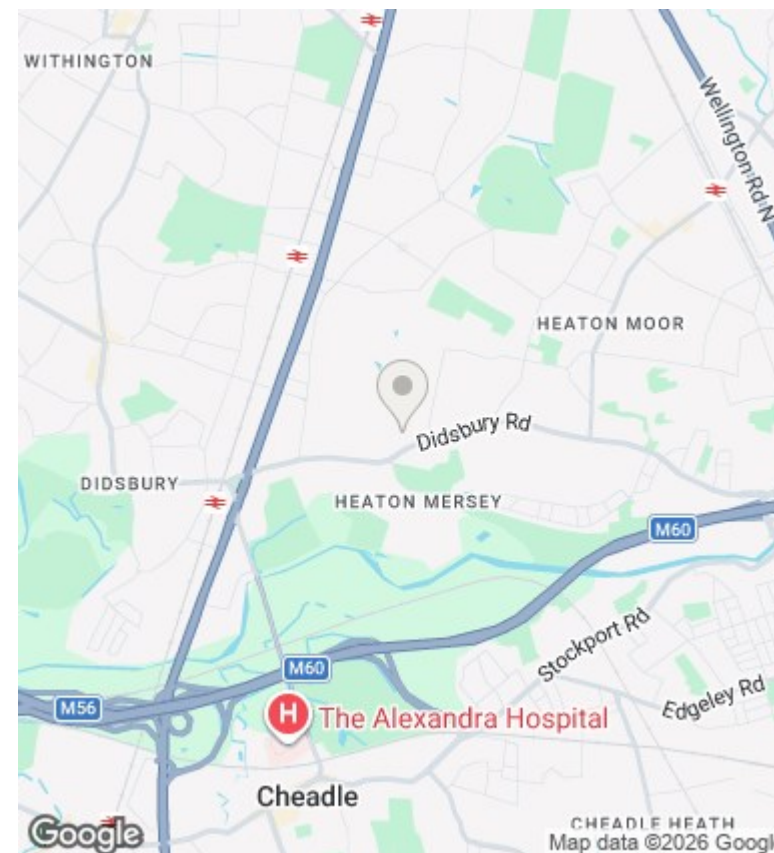 WITHINGTON
Wellington Rd N
HEATON MOOR
Didsbury Rd
DIDSBURY
HEATON MERSEY
M60
Stockport Rd
M60
Edgeley Rd
M56
H
The Alexandra Hospital
Cheadle
CHEADLE HEATH
Google
Map data ©2026 Googl